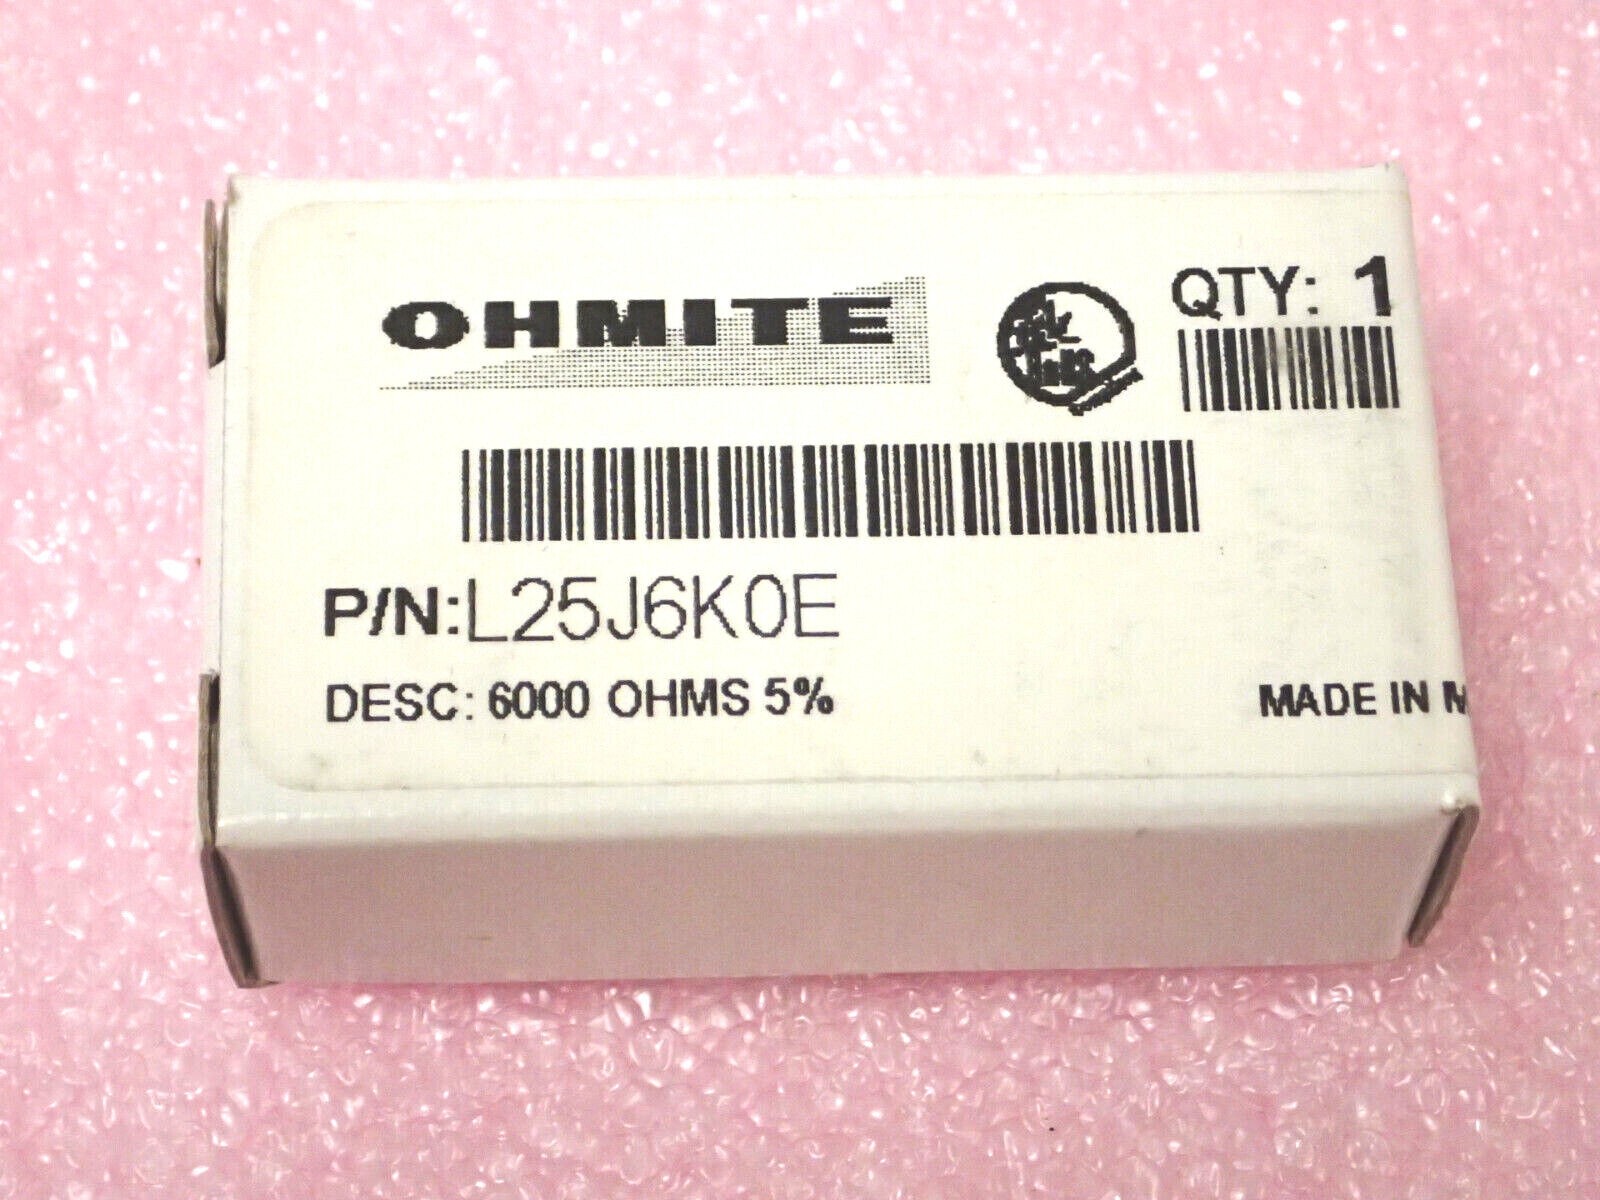 OHMITE
QTY: 1
P/N:L25J6K0E
DESC: 6000 OHMS 5%
MADE IN